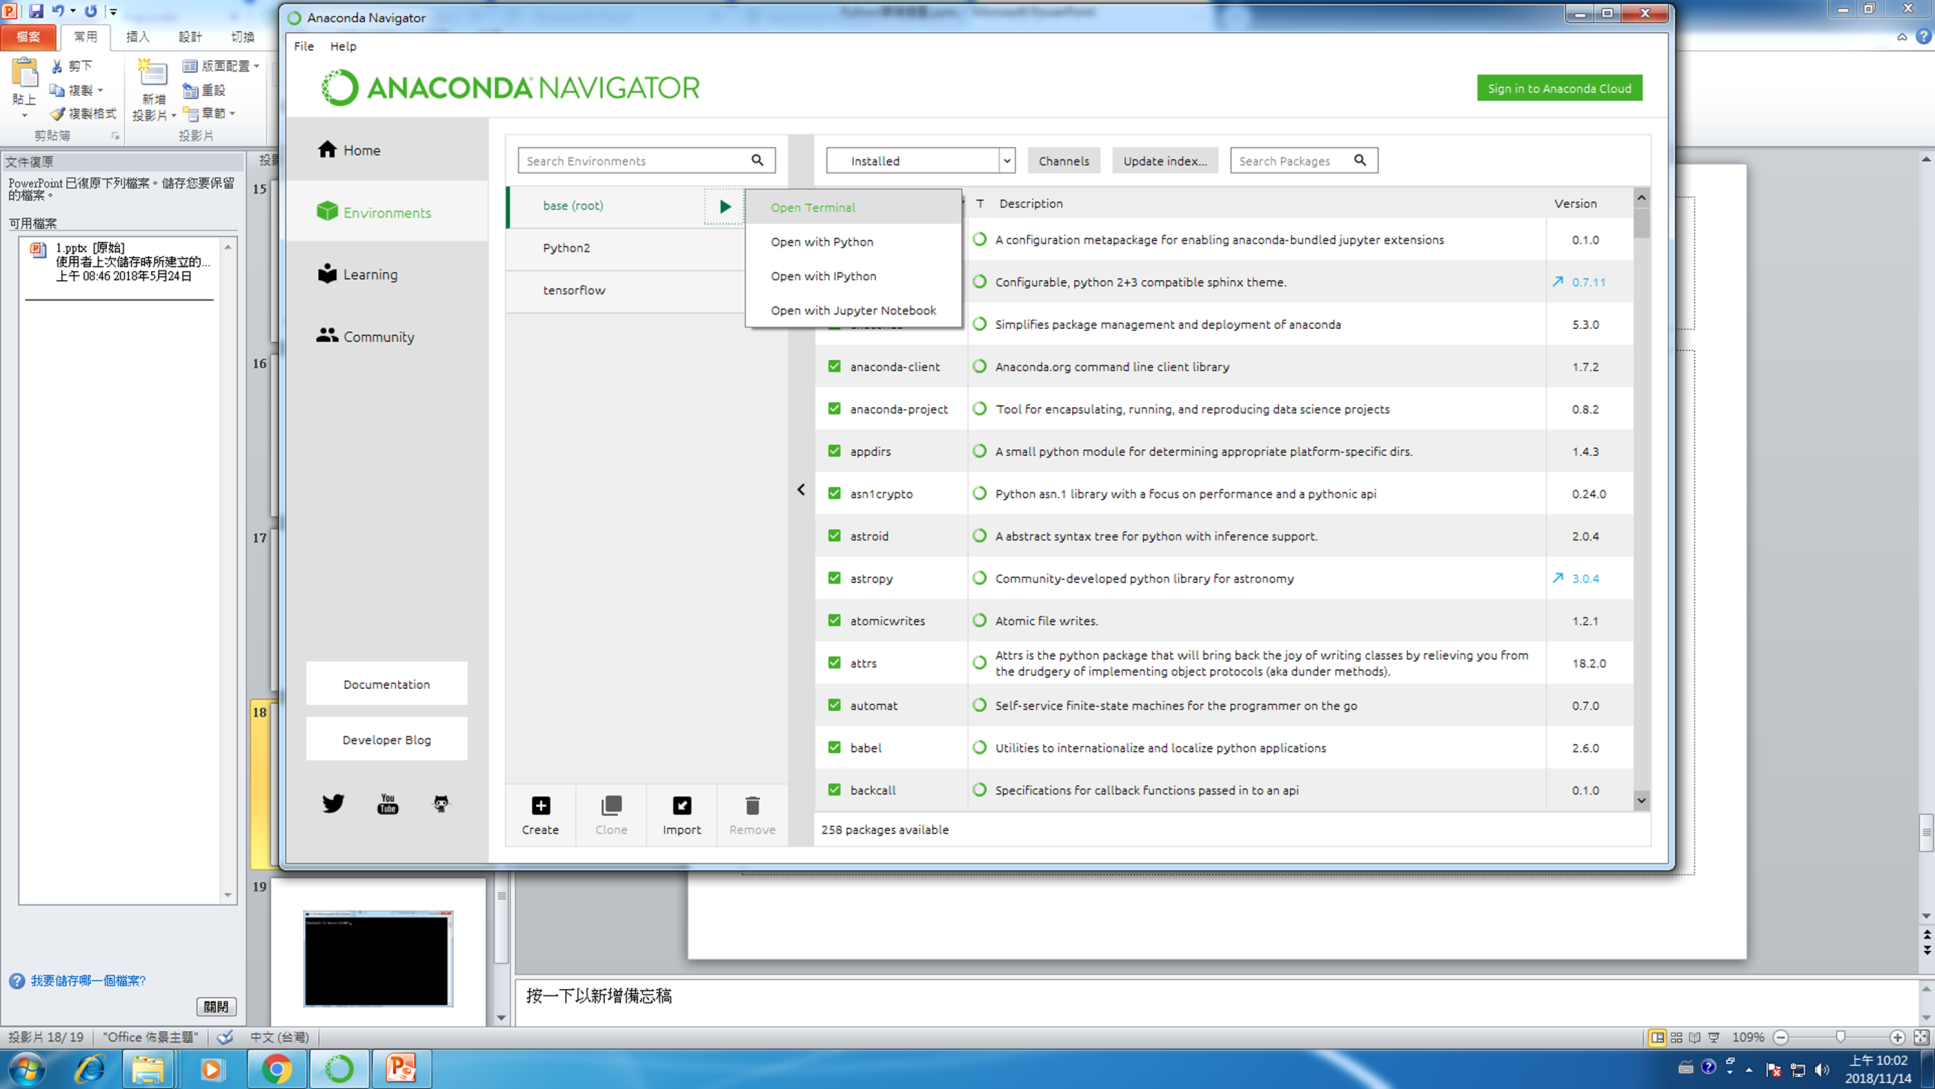 Anaconda Navigator
檔案
常用
插入
設計
切換
File
Help
貼上
剪下
複製
複製格式
剪貼簿
新增
投影片
版面配置
重設
章節
投影片
ANACONDA NAVIGATOR
Sign in to Anaconda Cloud
文件復原
PowerPoint 已復原下列檔案。儲存您要保留
的檔案。
可用檔案
1.pptx [原始]
使用者上次儲存時所建立的...
上午 08:46 2018年5月24日
我要儲存哪一個檔案?
關閉
15
16
17
18
19
Home
Environments
Learning
Community
Documentation
Developer Blog
You
Tube
Search Environments
base (root)
Python2
tensorflow
Open Terminal
Open with Python
Open with IPython
Open with Jupyter Notebook
Create
Clone
Import
Remove
Installed
Channels
Update index...
Search Packages
T Description Version
A configuration metapackage for enabling anaconda-bundled jupyter extensions 0.1.0
Configurable, python 2+3 compatible sphinx theme. 0.7.11
Simplifies package management and deployment of anaconda 5.3.0
anaconda-client Anaconda.org command line client library 1.7.2
anaconda-project Tool for encapsulating, running, and reproducing data science projects 0.8.2
appdirs A small python module for determining appropriate platform-specific dirs. 1.4.3
asn1crypto Python asn.1 library with a focus on performance and a pythonic api 0.24.0
astroid A abstract syntax tree for python with inference support. 2.0.4
astropy Community-developed python library for astronomy 3.0.4
atomicwrites Atomic file writes. 1.2.1
attrs Attrs is the python package that will bring back the joy of writing classes by relieving you from
the drudgery of implementing object protocols (aka dunder methods). 18.2.0
automat Self-service finite-state machines for the programmer on the go 0.7.0
babel Utilities to internationalize and localize python applications 2.6.0
backcall Specifications for callback functions passed in to an api 0.1.0
258 packages available
按一下以新增備忘稿
投影片 18/ 19
"Office 佈景主題"
中文 (台灣)
109%
上午 10:02
2018/11/14